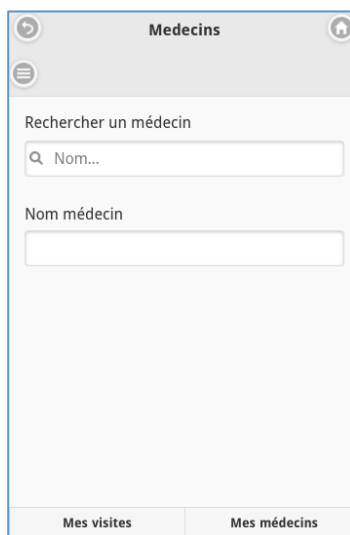 Medecins
Rechercher un médecin
Nom...
Nom médecin
Mes visites
Mes médecins